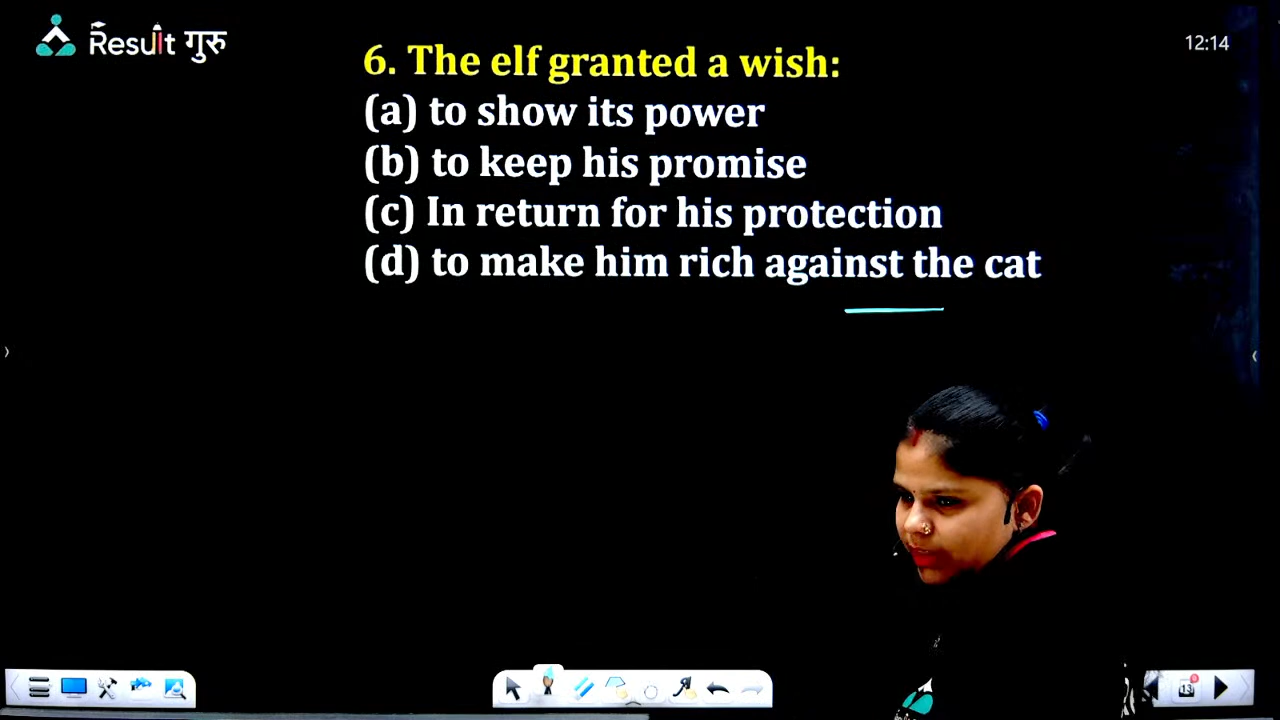 Result गुरु
12:14
6. The elf granted a wish:
(a) to show its power
(b) to keep his promise
(c) In return for his protection
(d) to make him rich against the cat
13